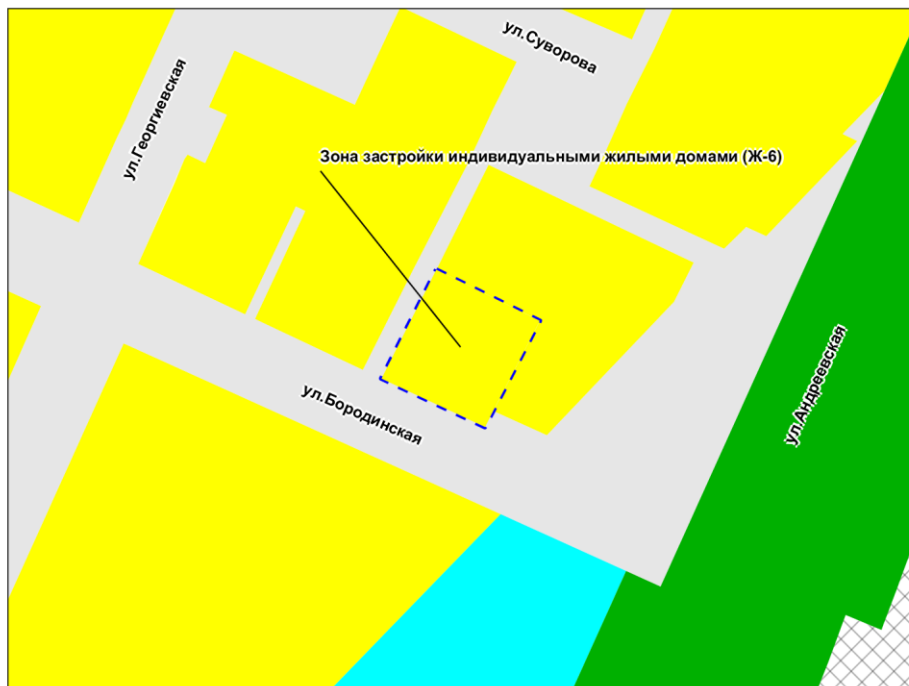 ул.Суворова
ул.Георгиевская
Зона застройки индивидуальными жилыми домами (Ж-6)
ул.Андреевская
ул.Бородинская